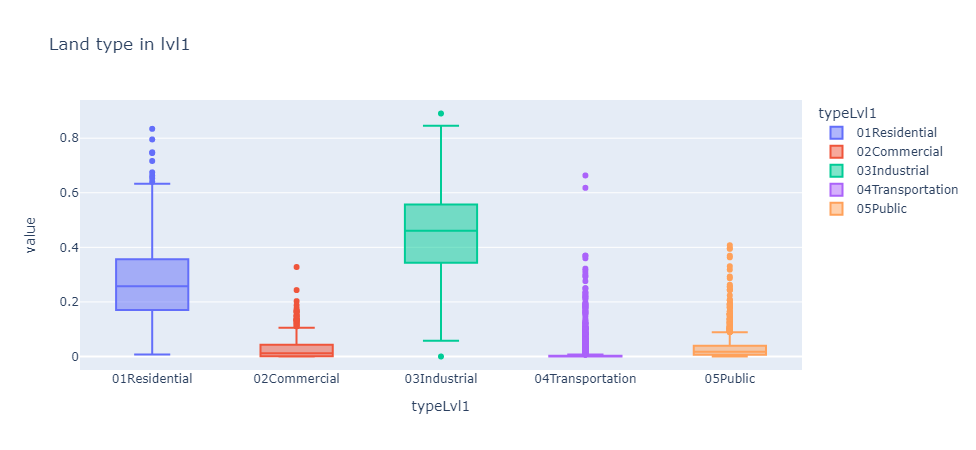 Land type in lvl1
value
0.8
0.6
0.4
0.2
0
01Residential
02Commercial
03Industrial
04Transportation
05Public
typeLvl1
typeLvl1
01Residential
02Commercial
03Industrial
04Transportation
05Public